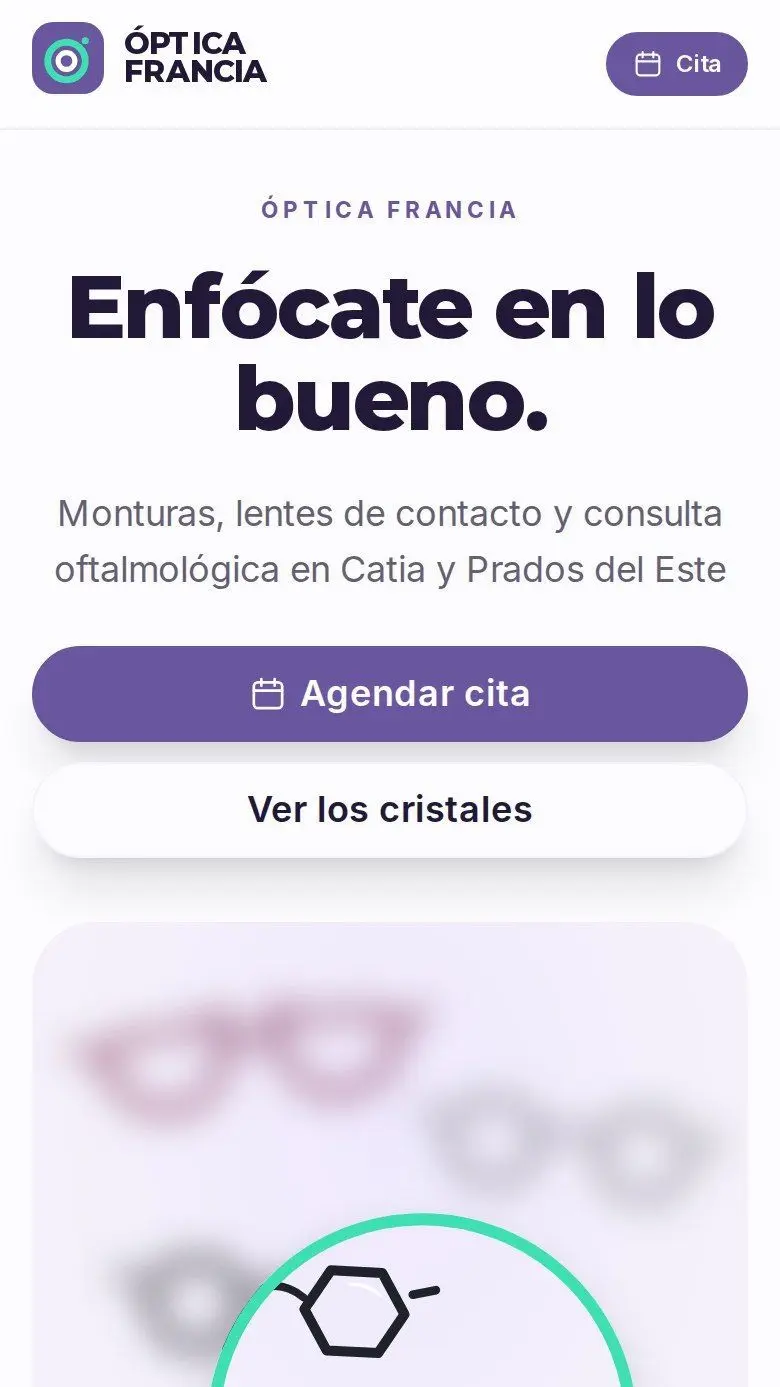 ÓPTICA
FRANCIA
Cita
ÓPTICA FRANCIA
Enfócate en lo
bueno.
Monturas, lentes de contacto y consulta
oftalmológica en Catia y Prados del Este
Agendar cita
Ver los cristales